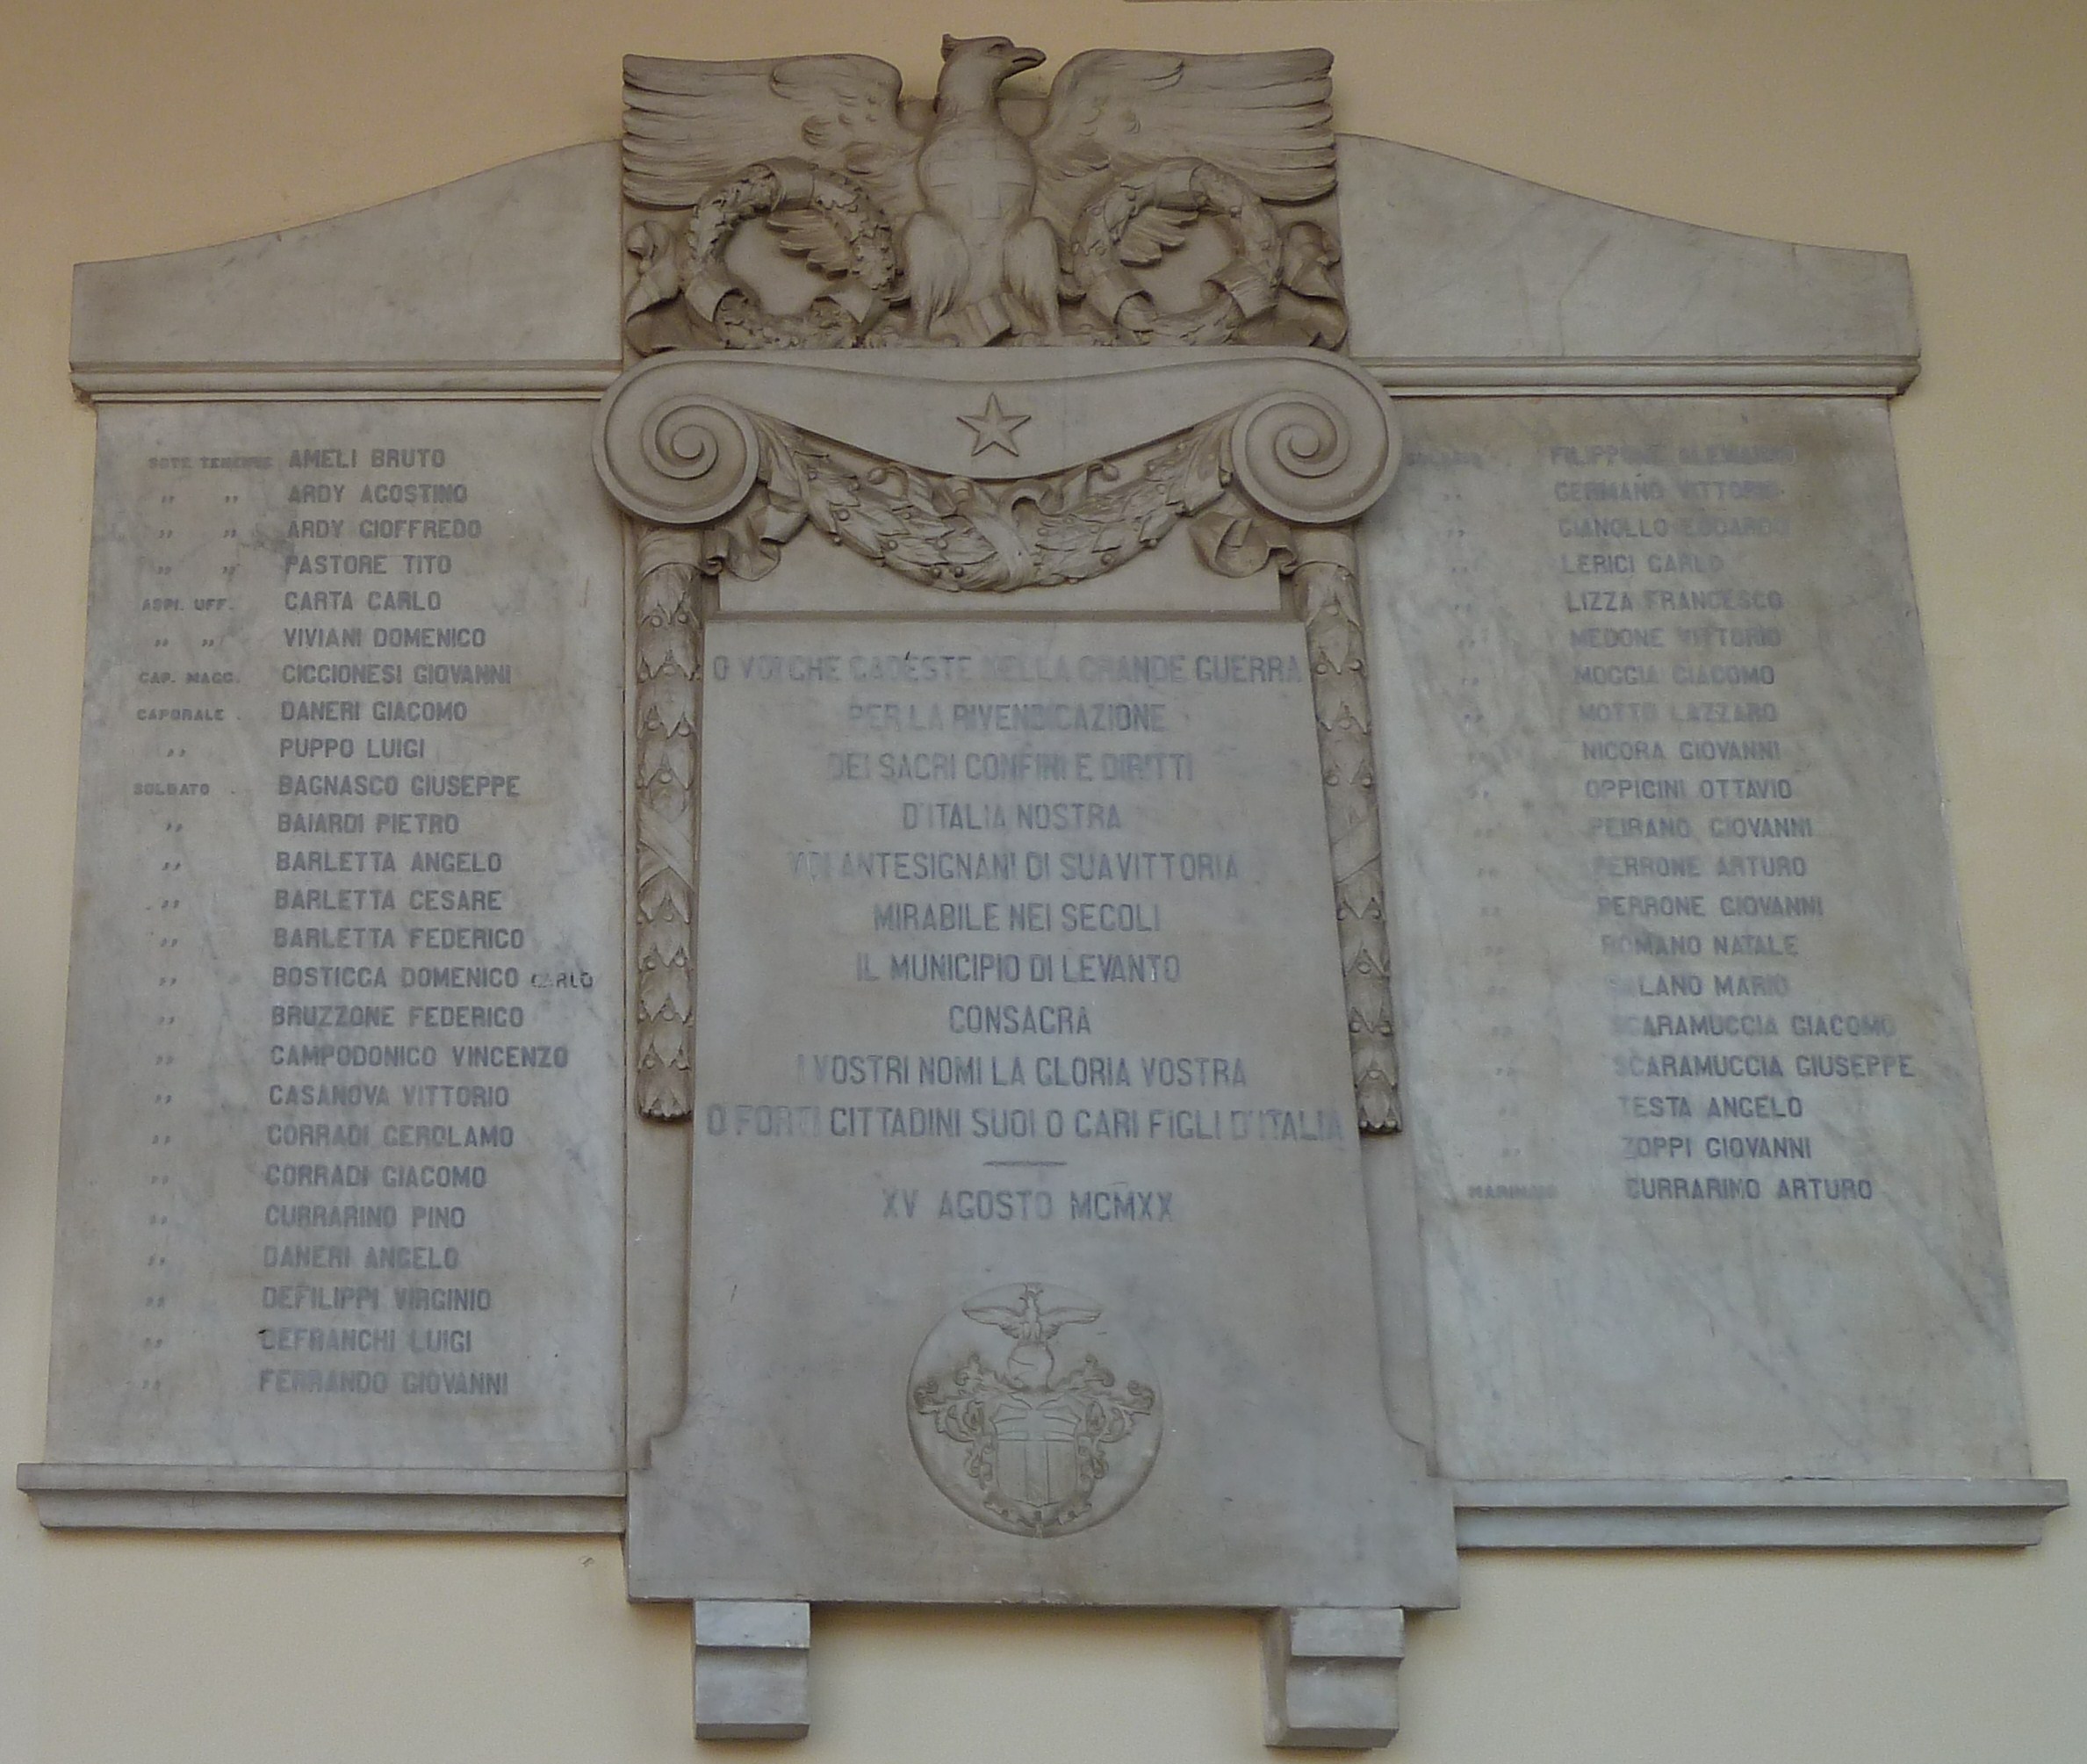 SOTT. TENENTE AMELI BRUTO
,, ,, ARDY AGOSTINO
,, ,, ARDY GIOFFREDO
,, ,, PASTORE TITO
ASPI. UFF. CARTA CARLO
,, ,, VIVIANI DOMENICO
CAP. MAGG. CICCIONESI GIOVANNI
CAPORALE . DANERI GIACOMO
,, PUPPO LUIGI
SOLDATO . BAGNASCO GIUSEPPE
,, BAIARDI PIETRO
,, BARLETTA ANGELO
,, BARLETTA CESARE
,, BARLETTA FEDERICO
,, BOSTICCA DOMENICO CARLO
,, BRUZZONE FEDERICO
,, CAMPODONICO VINCENZO
,, CASANOVA VITTORIO
,, CORRADI GEROLAMO
,, CORRADI GIACOMO
,, CURRARINO PINO
,, DANERI ANGELO
,, DEFILIPPI VIRGINIO
,, DEFRANCHI LUIGI
,, FERRANDO GIOVANNI
O VOI CHE CADESTE NELLA GRANDE GUERRA
PER LA RIVENDICAZIONE
DEI SACRI CONFINI E DIRITTI
D'ITALIA NOSTRA
VOI ANTESIGNANI DI SUA VITTORIA
MIRABILE NEI SECOLI
IL MUNICIPIO DI LEVANTO
CONSACRA
I VOSTRI NOMI LA GLORIA VOSTRA
O FORTI CITTADINI SUOI O CARI FIGLI D'ITALIA
XV AGOSTO MCMXX
SOLDATO . FILIPPONE
,, GERMANO VITTORIO
,, GIANOLLO EDOARDO
,, LERICI CARLO
,, LIZZA FRANCESCO
,, MEDONE VITTORIO
,, MOGGIA GIACOMO
,, MOTTO LAZZARO
,, NICORA GIOVANNI
,, OPPICINI OTTAVIO
,, PEIRANO GIOVANNI
,, PERRONE ARTURO
,, PERRONE GIOVANNI
,, ROMANO NATALE
,, SALANO MARIO
,, SCARAMUCCIA GIACOMO
,, SCARAMUCCIA GIUSEPPE
,, TESTA ANGELO
,, ZOPPI GIOVANNI
MARINAIO CURRARINO ARTURO